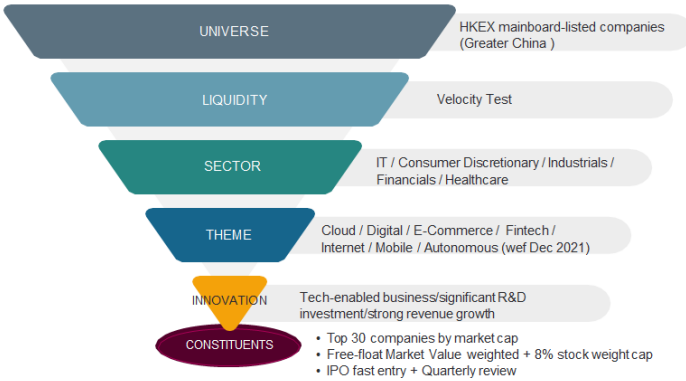 UNIVERSE
HKEX mainboard-listed companies
(Greater China )
LIQUIDITY
Velocity Test
SECTOR
IT / Consumer Discretionary / Industrials /
Financials / Healthcare
THEME
Cloud / Digital / E-Commerce / Fintech /
Internet / Mobile / Autonomous (wef Dec 2021)
INNOVATION
Tech-enabled business/significant R&D
investment/strong revenue growth
CONSTITUENTS
• Top 30 companies by market cap
• Free-float Market Value weighted + 8% stock weight cap
• IPO fast entry + Quarterly review